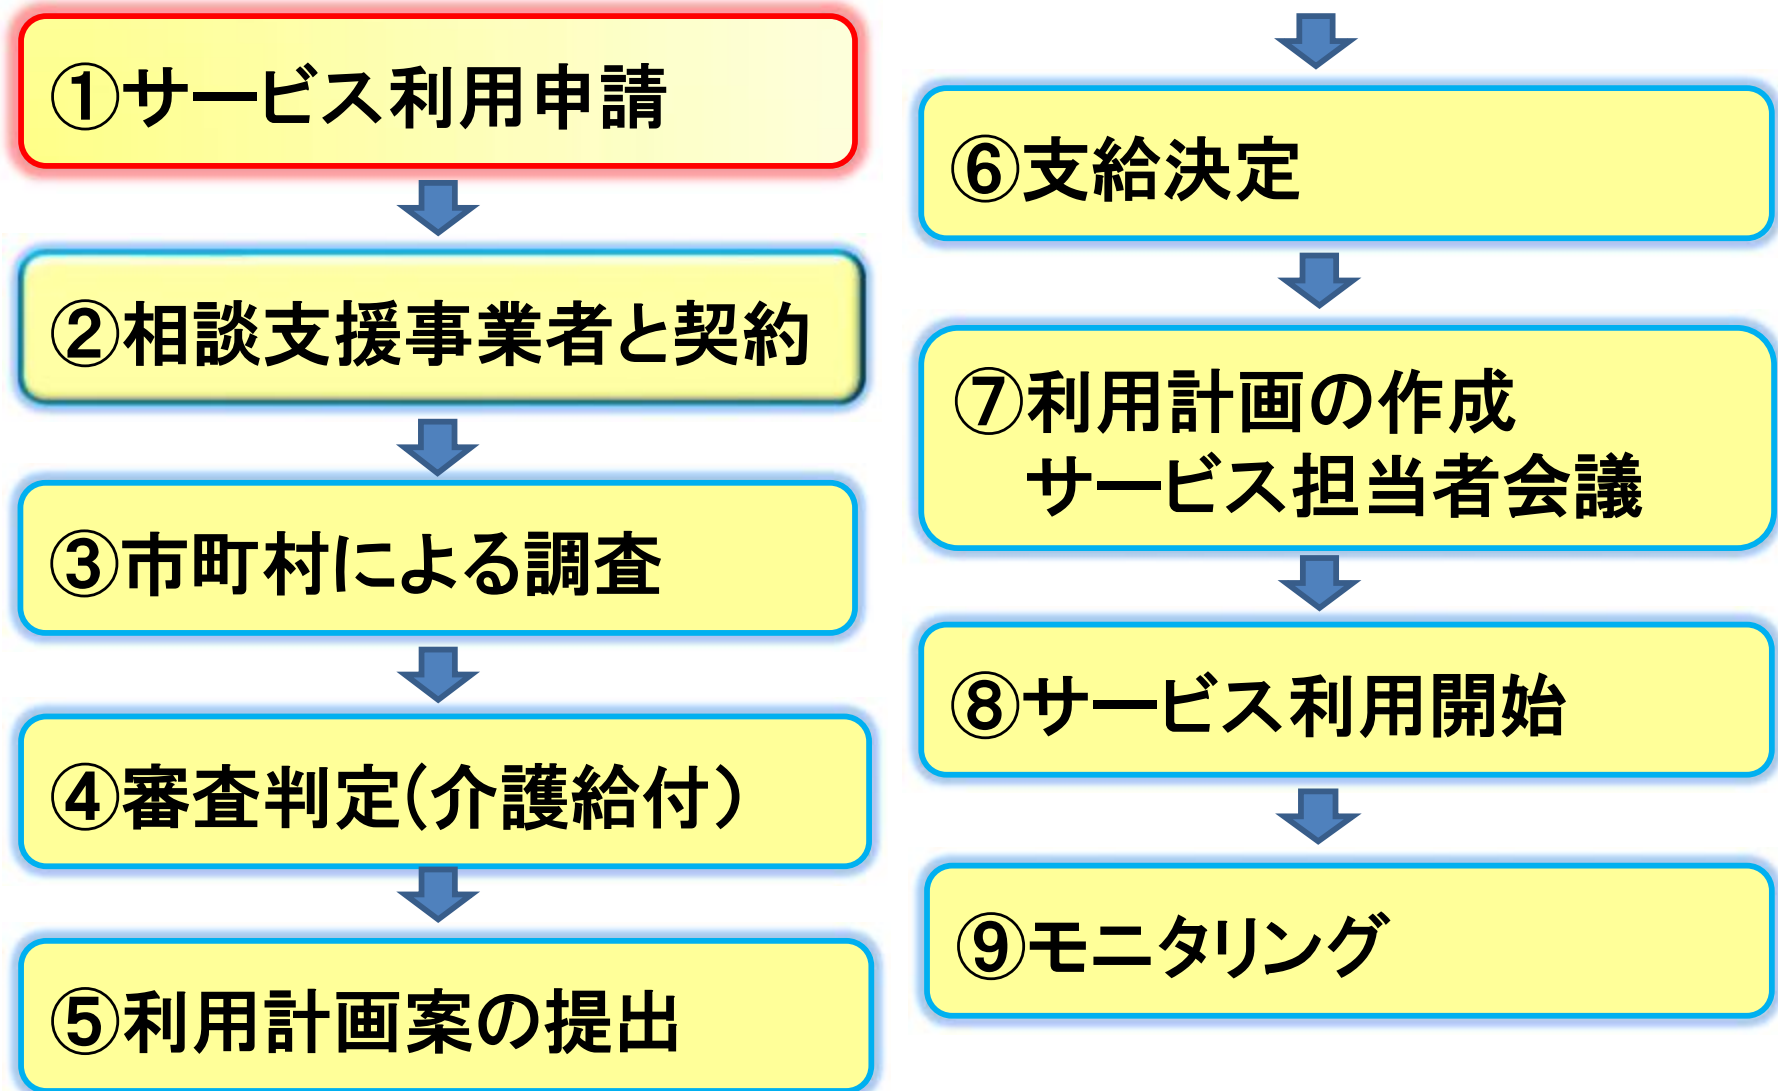 ①サービス利用申請
②相談支援事業者と契約
③市町村による調査
④審査判定(介護給付）
⑤利用計画案の提出
⑥支給決定
⑦利用計画の作成
サービス担当者会議
⑧サービス利用開始
⑨モニタリング